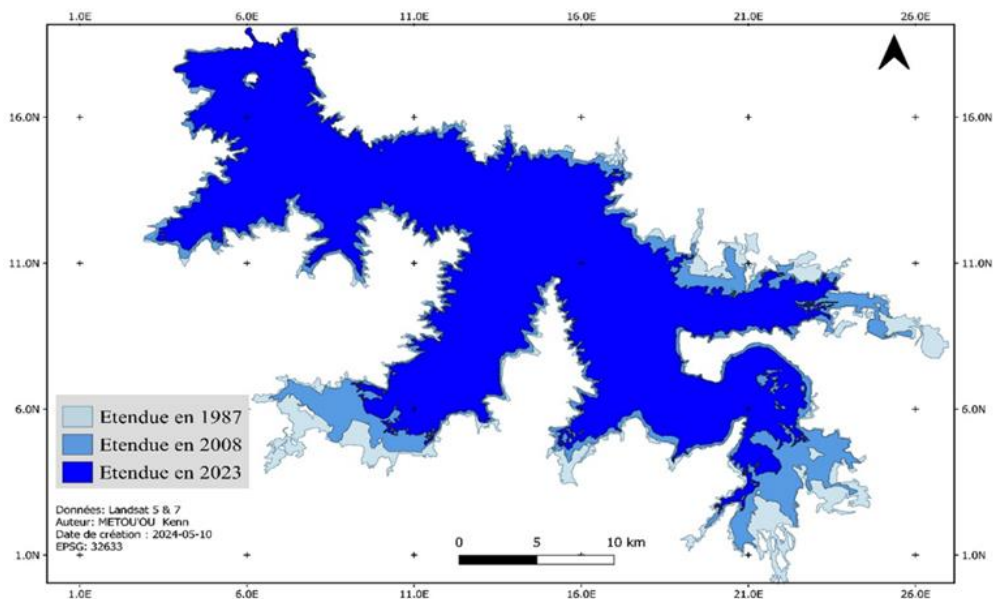 1.0E 6.0E 11.0E 16.0E 21.0E 26.0E
16.0N 16.0N
11.0N 11.0N
6.0N 6.0N
Etendue en 1987
Etendue en 2008
Etendue en 2023
Données: Landsat 5 & 7
Auteur: METOU'OU Kenn
Date de création : 2024-05-10
EPSG: 32633
0 5 10 km
1.0N 1.0N
1.0E 6.0E 11.0E 16.0E 21.0E 26.0E